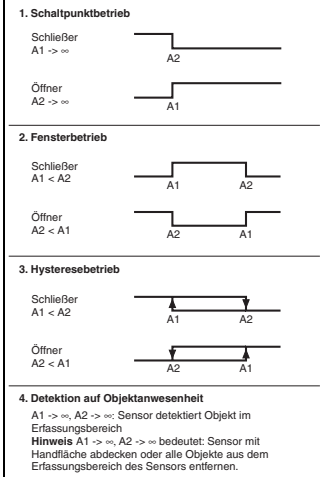 1. Schaltpunktbetrieb
Schließer
A1 -> ∞
A2
Öffner
A2 -> ∞
A1
2. Fensterbetrieb
Schließer
A1 < A2
A1 A2
Öffner
A2 < A1
A2 A1
3. Hysteresebetrieb
Schließer
A1 < A2
A1 A2
Öffner
A2 < A1
A2 A1
4. Detektion auf Objektanwesenheit
A1 -> ∞, A2 -> ∞: Sensor detektiert Objekt im
Erfassungsbereich
Hinweis A1 -> ∞, A2 -> ∞ bedeutet: Sensor mit
Handfläche abdecken oder alle Objekte aus dem
Erfassungsbereich des Sensors entfernen.